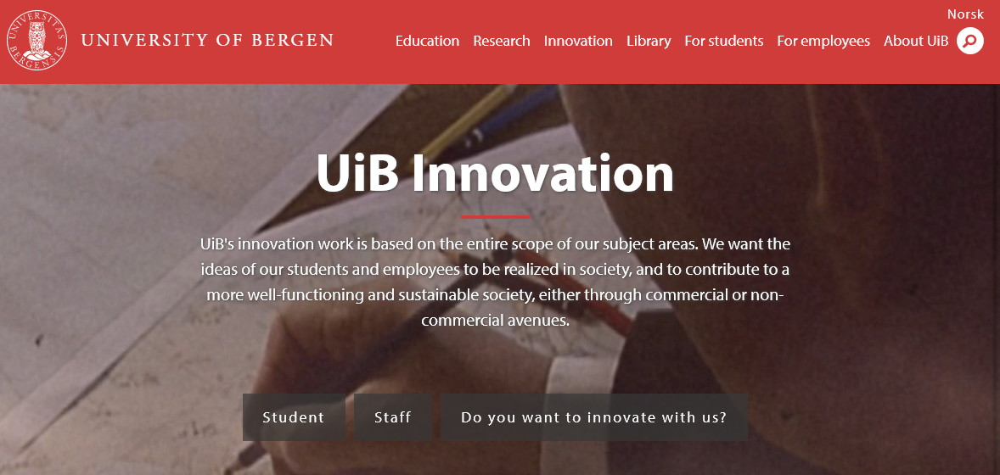 Norsk
UNIVERSITAS BERGENSIS
UNIVERSITY OF BERGEN
Education Research Innovation Library For students For employees About UiB
UiB Innovation
UiB's innovation work is based on the entire scope of our subject areas. We want the
ideas of our students and employees to be realized in society, and to contribute to a
more well-functioning and sustainable society, either through commercial or non-
commercial avenues.
Student Staff Do you want to innovate with us?